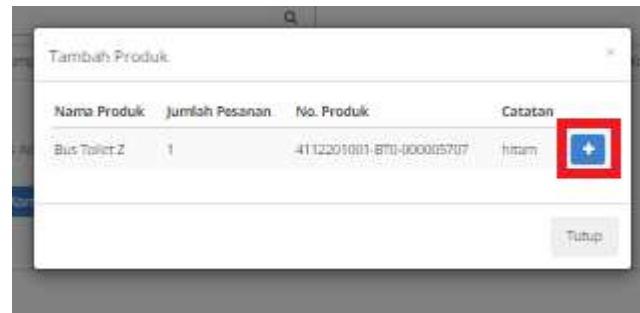 Tambah Produk
×
Nama Produk Jumlah Pesanan No. Produk Catatan
Bus Toilet Z 1 4112201001-BT0-000005707 hitam +
Tutup